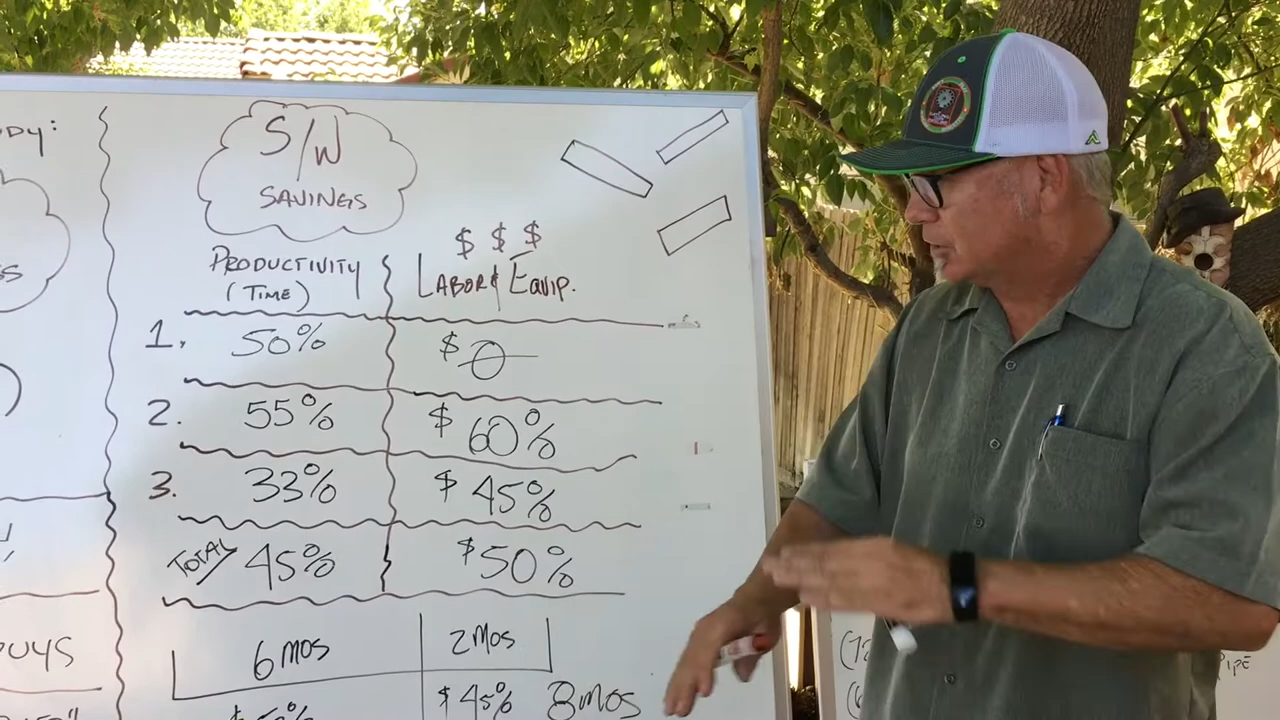 S/W
SAVINGS
$ $ $
PRODUCTIVITY
(TIME)
LABOR & EQUIP.
1. 50% $ 0
2. 55% $ 60%
3. 33% $ 45%
TOTAL 45% $50%
6 MOS 2 MOS
$ 45% 8 MOS